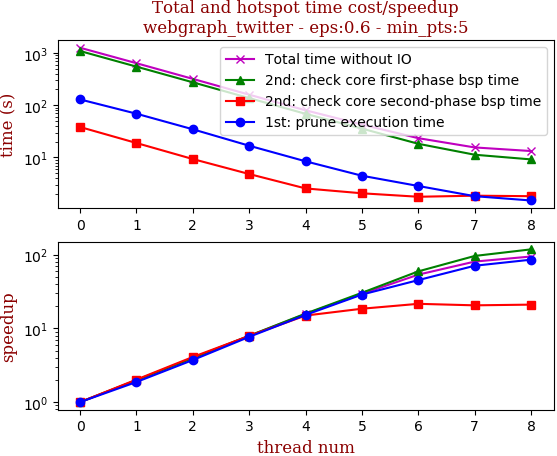 Total and hotspot time cost/speedup
webgraph_twitter - eps:0.6 - min_pts:5
time (s)
10³
10²
10¹
Total time without IO
2nd: check core first-phase bsp time
2nd: check core second-phase bsp time
1st: prune execution time
0 1 2 3 4 5 6 7 8
speedup
10²
10¹
10⁰
0 1 2 3 4 5 6 7 8
thread num